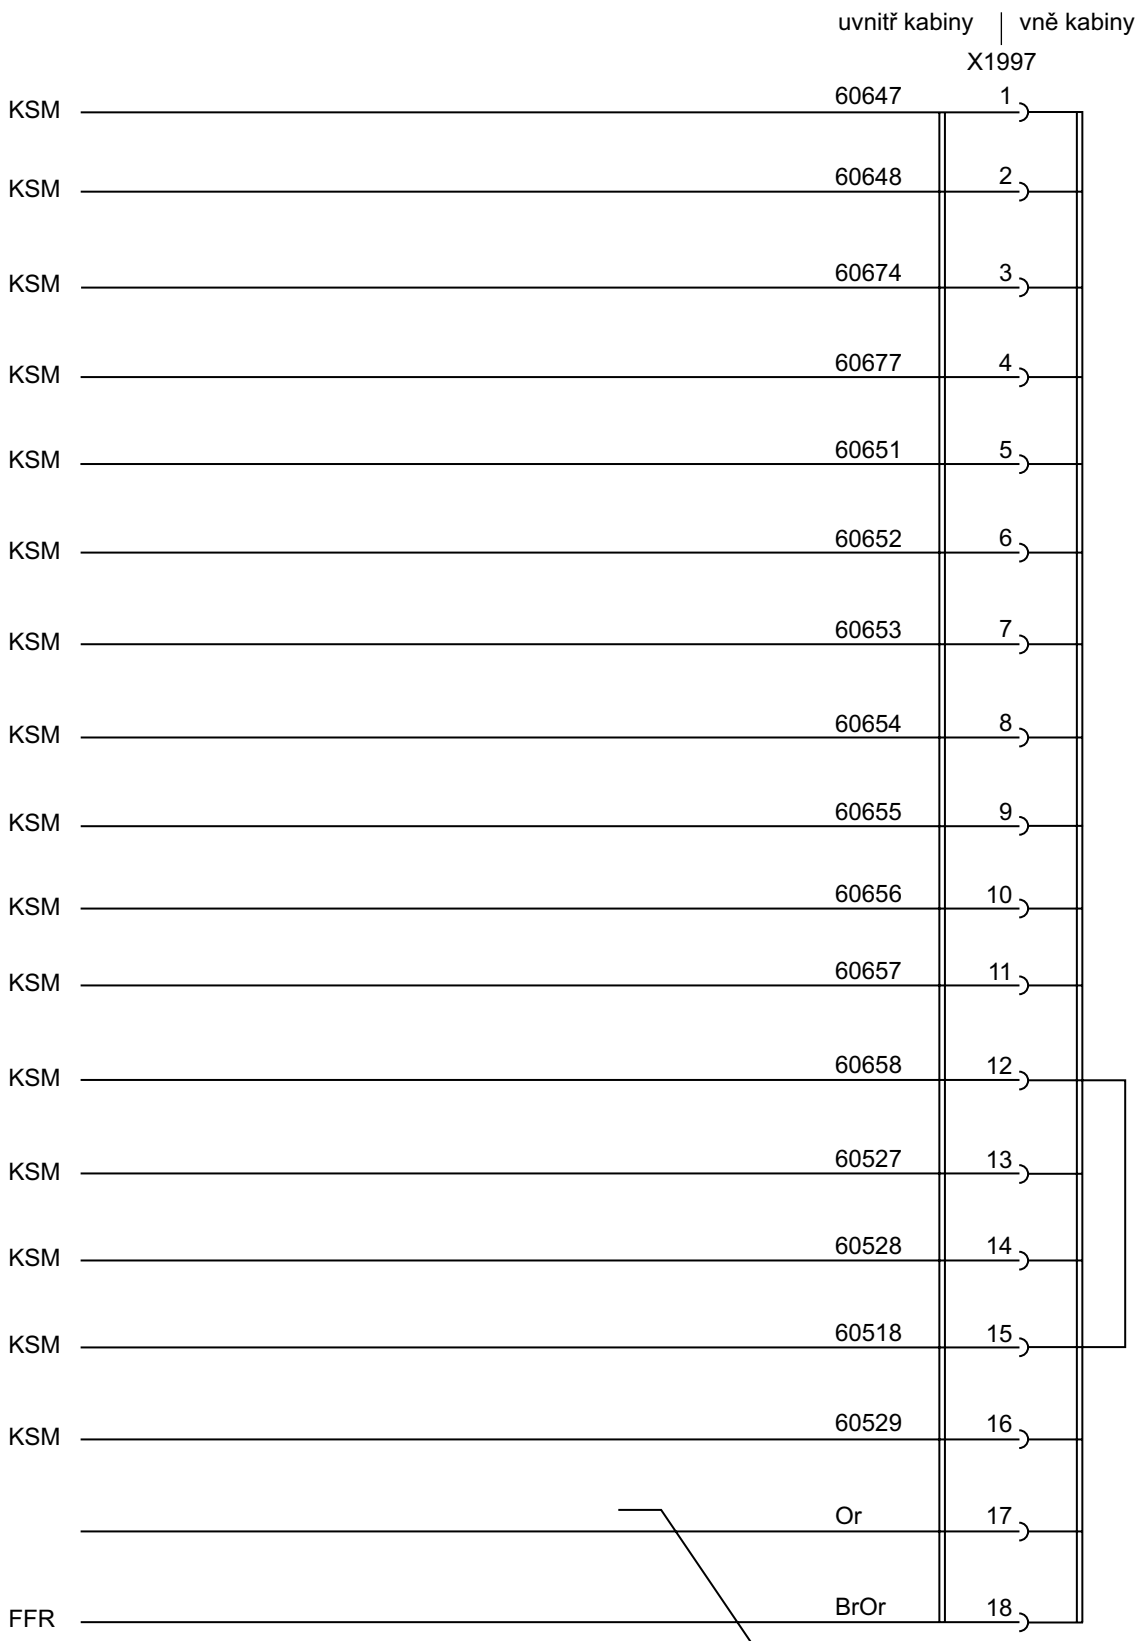 uvnitř kabiny vně kabiny
X1997
KSM 60647 1
KSM 60648 2
KSM 60674 3
KSM 60677 4
KSM 60651 5
KSM 60652 6
KSM 60653 7
KSM 60654 8
KSM 60655 9
KSM 60656 10
KSM 60657 11
KSM 60658 12
KSM 60527 13
KSM 60528 14
KSM 60518 15
KSM 60529 16
Or 17
FFR BrOr 18